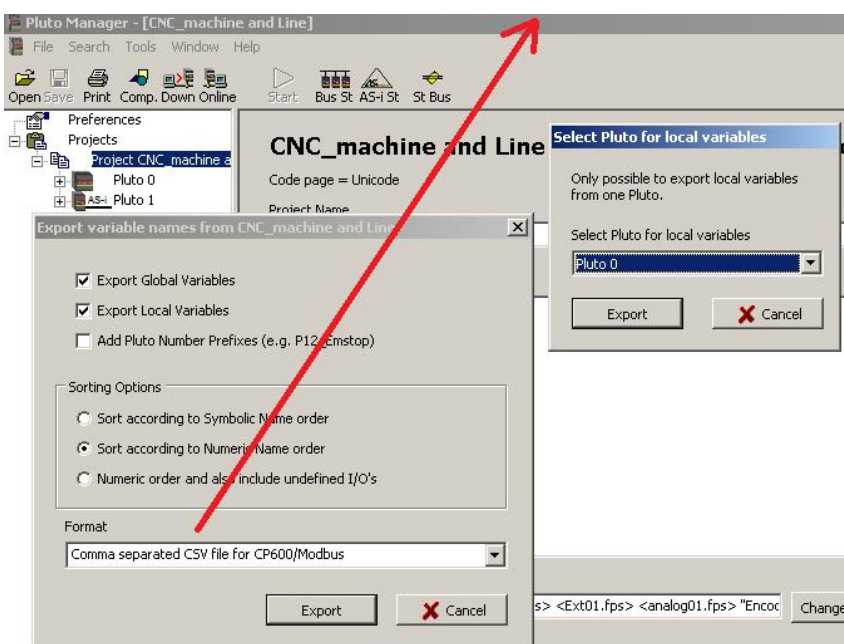 Pluto Manager - [CNC_machine and Line]
File Search Tools Window Help
Open Save Print Comp. Down Online Start Bus St AS-i St St Bus
Preferences
Projects
Project CNC_machine a
Pluto 0
AS-i Pluto 1
CNC_machine and Line
Code page = Unicode
Project Name
Select Pluto for local variables
Only possible to export local variables
from one Pluto.
Select Pluto for local variables
Pluto 0
Export Cancel
Export variable names from CNC_machine and Line
Export Global Variables
Export Local Variables
Add Pluto Number Prefixes (e.g. P12_Emstop)
Sorting Options
Sort according to Symbolic Name order
Sort according to Numeric Name order
Numeric order and also include undefined I/O's
Format
Comma separated CSV file for CP600/Modbus
Export Cancel
s> <Ext01.fps> <analog01.fps> "Encoc Change